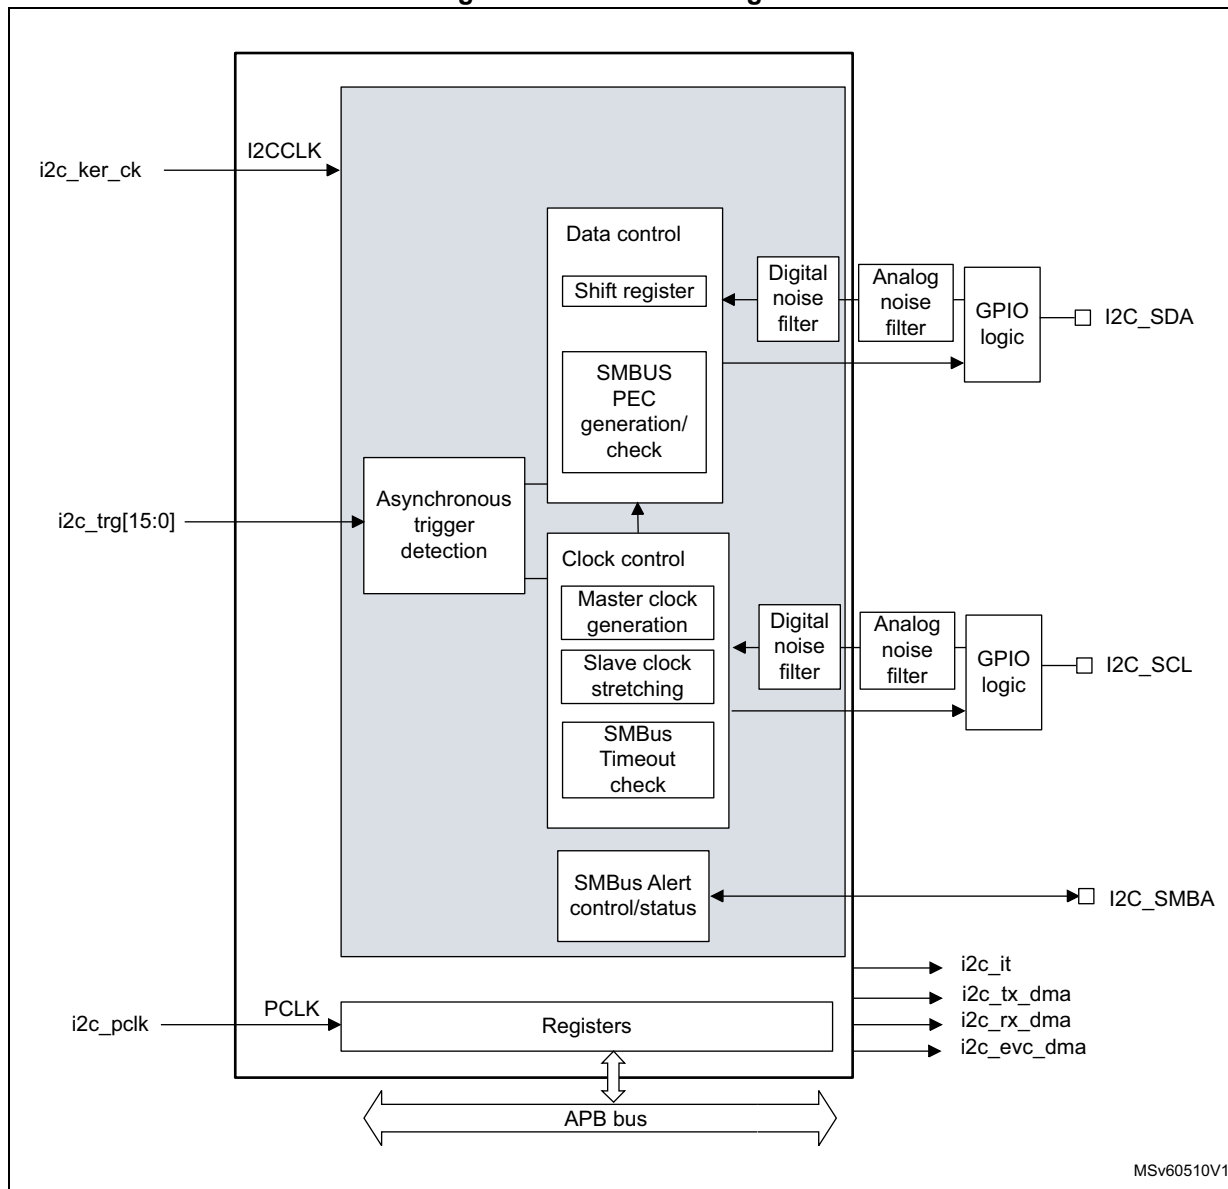 I2CCLK
i2c_ker_ck
Data control
Shift register
SMBUS
PEC
generation/
check
Digital
noise
filter
Analog
noise
filter
GPIO
logic
I2C_SDA
i2c_trg[15:0]
Asynchronous
trigger
detection
Clock control
Master clock
generation
Slave clock
stretching
SMBus
Timeout
check
Digital
noise
filter
Analog
noise
filter
GPIO
logic
I2C_SCL
SMBus Alert
control/status
I2C_SMBA
i2c_it
i2c_tx_dma
i2c_rx_dma
i2c_evc_dma
PCLK
i2c_pclk
Registers
APB bus
MSv60510V1